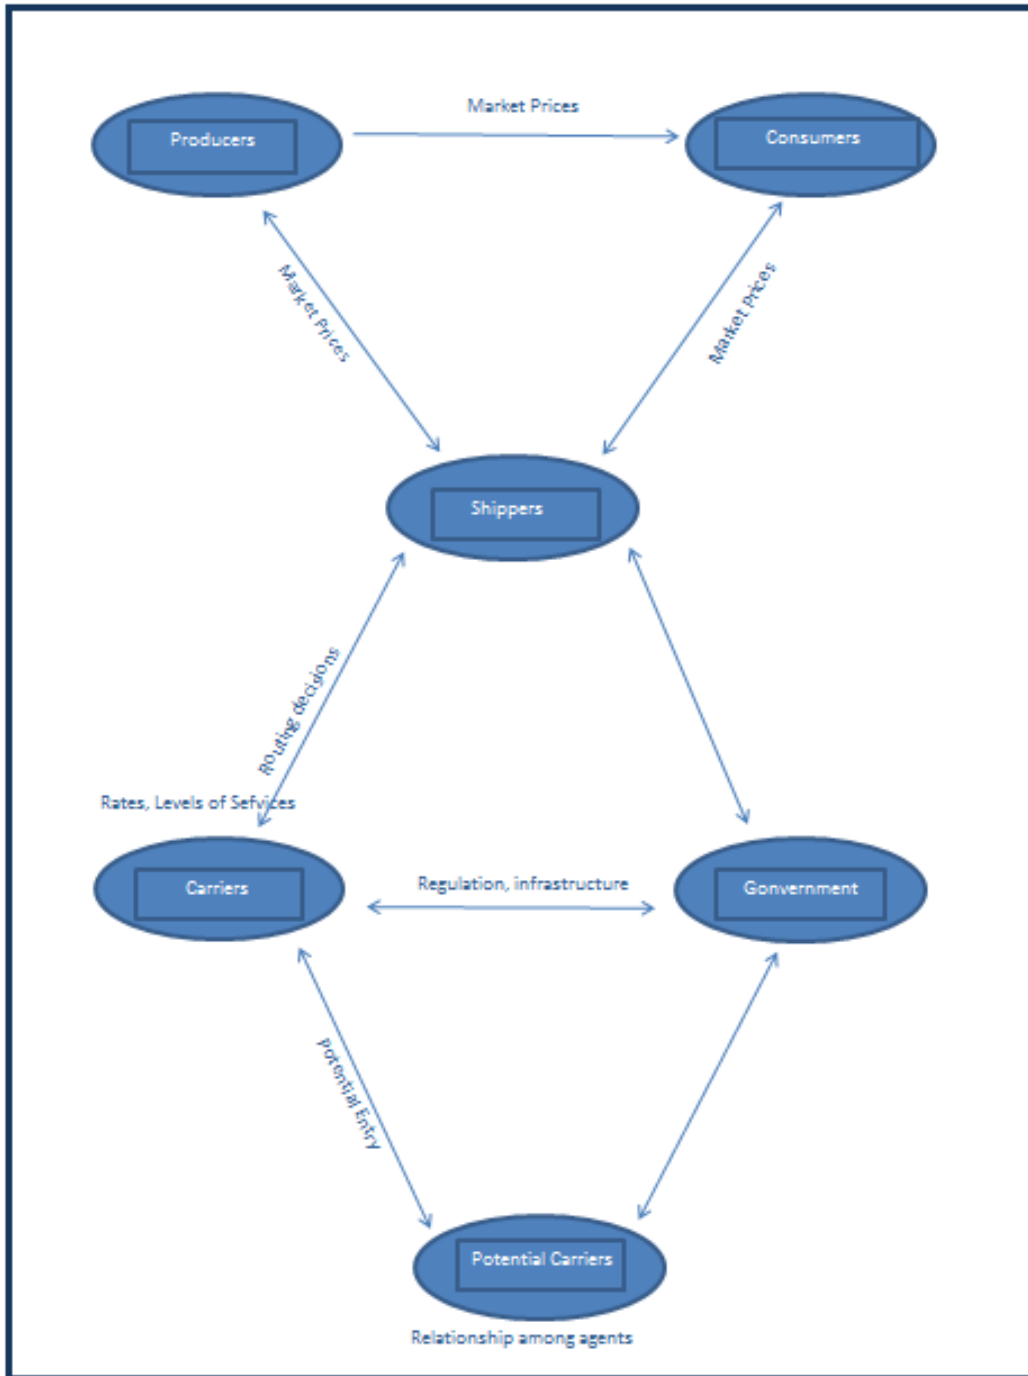 Market Prices
Producers
Consumers
Market Prices
Market Prices
Shippers
Routing decisions
Rates, Levels of Sefvices
Carriers
Regulation, infrastructure
Gonvernment
potential Entry
Potential Carriers
Relationship among agents